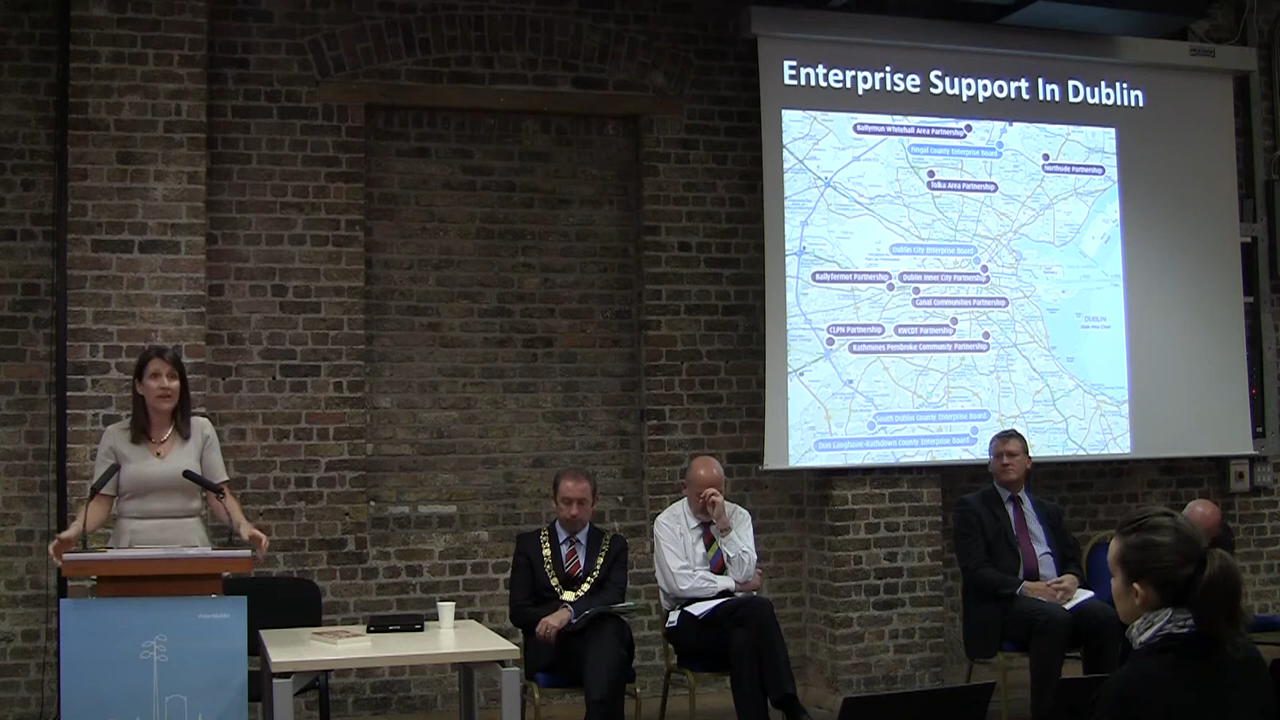 Enterprise Support In Dublin
Ballymun Whitehall Area Partnership
Fingal County Enterprise Board
Northside Partnership
Tolka Area Partnership
Dublin City Enterprise Board
Ballyfermot Partnership
Dublin Inner City Partnership
Canal Communities Partnership
CLPN Partnership
KWCDT Partnership
Rathmines Pembroke Community Partnership
DUBLIN
South Dublin County Enterprise Board
Dun Laoghaire-Rathdown County Enterprise Board